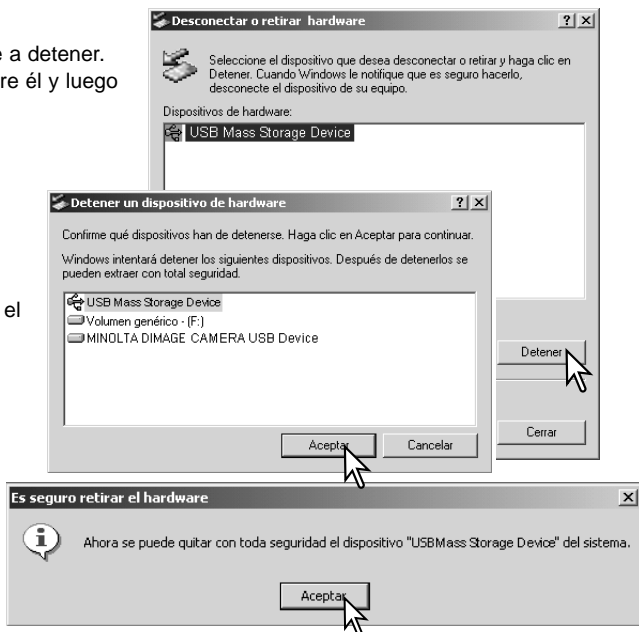 e a detener.
re él y luego
el
Desconectar o retirar hardware
Seleccione el dispositivo que desea desconectar o retirar y haga clic en
Detener. Cuando Windows le notifique que es seguro hacerlo,
desconecte el dispositivo de su equipo.
Dispositivos de hardware:
USB Mass Storage Device
Detener
Cerrar
Detener un dispositivo de hardware
Confirme qué dispositivos han de detenerse. Haga clic en Aceptar para continuar.
Windows intentará detener los siguientes dispositivos. Después de detenerlos se
pueden extraer con total seguridad.
USB Mass Storage Device
Volumen genérico - (F:)
MINOLTA DIMAGE CAMERA USB Device
Aceptar
Cancelar
Es seguro retirar el hardware
Ahora se puede quitar con toda seguridad el dispositivo "USBMass Storage Device" del sistema.
Aceptar